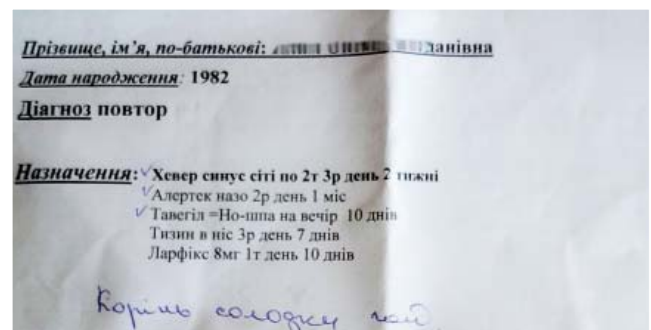 Прізвище, ім'я, по-батькові: данівна
Дата народження: 1982
Діагноз повтор
Назначення: Хевер синус сіті по 2т 3р день 2 тижні
Алертек назо 2р день 1 міс
Тавегіл =Но-шпа на вечір 10 днів
Тизин в ніс 3р день 7 днів
Ларфікс 8мг 1т день 10 днів
Корінь солодки чай